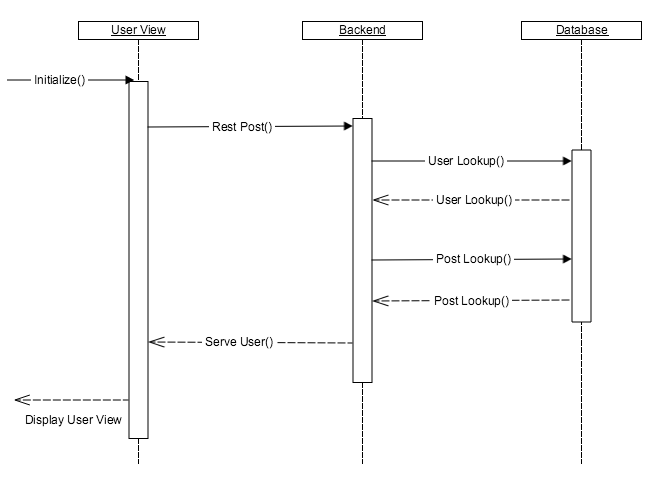 User View
Backend
Database
Initialize()
Rest Post()
User Lookup()
User Lookup()
Post Lookup()
Post Lookup()
Serve User()
Display User View